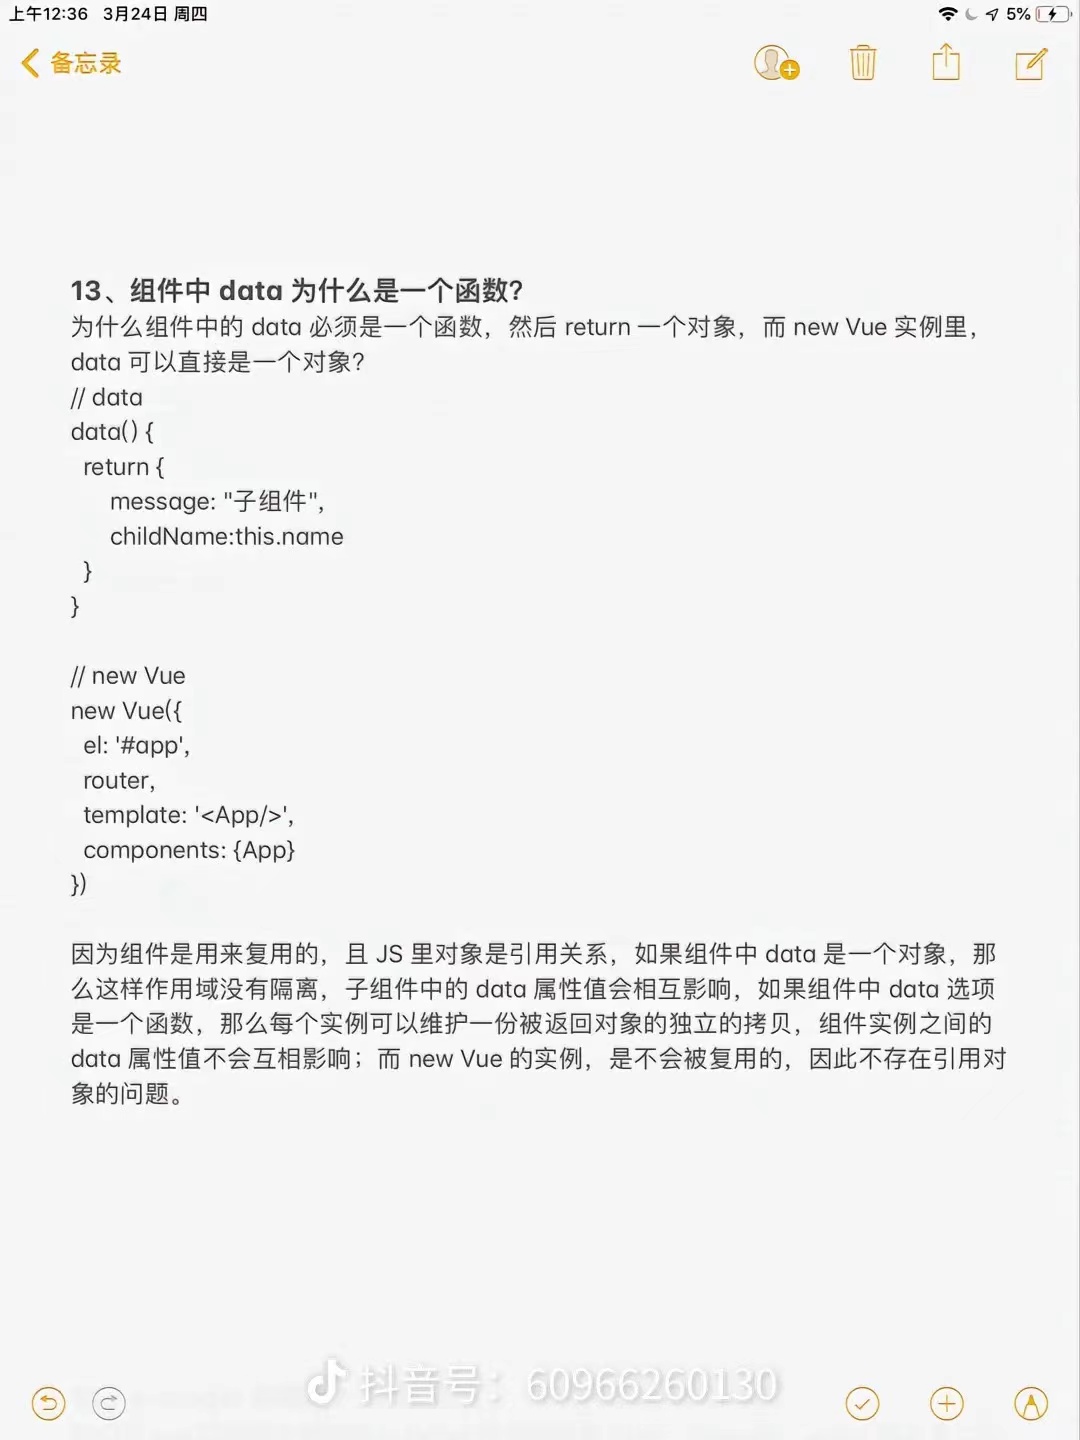 上午12:36 3月24日 周四
5%
备忘录
13、组件中 data 为什么是一个函数?
为什么组件中的 data 必须是一个函数，然后 return 一个对象，而 new Vue 实例里，
data 可以直接是一个对象?
// data
data() {
return {
message: "子组件",
childName:this.name
}
}
// new Vue
new Vue({
el: '#app',
router,
template: '<App/>',
components: {App}
})
因为组件是用来复用的，且 JS 里对象是引用关系，如果组件中 data 是一个对象，那
么这样作用域没有隔离，子组件中的 data 属性值会相互影响，如果组件中 data 选项
是一个函数，那么每个实例可以维护一份被返回对象的独立的拷贝，组件实例之间的
data 属性值不会互相影响；而 new Vue 的实例，是不会被复用的，因此不存在引用对
象的问题。
抖音号：60966260130